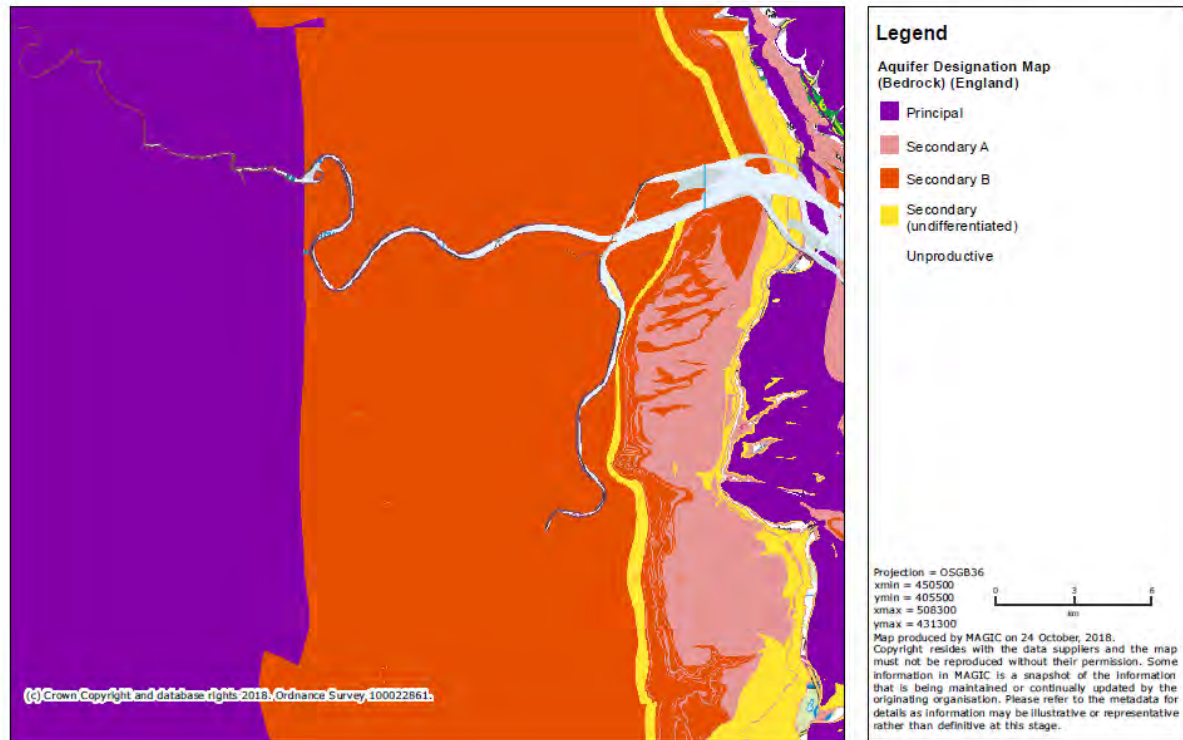 Legend
Aquifer Designation Map
(Bedrock) (England)
Principal
Secondary A
Secondary B
Secondary
(undifferentiated)
Unproductive
Projection = OSGB36
xmin = 450500
ymin = 405500
xmax = 508300
ymax = 431300
0 3 6
km
Map produced by MAGIC on 24 October, 2018.
Copyright resides with the data suppliers and the map
must not be reproduced without their permission. Some
information in MAGIC is a snapshot of the information
that is being maintained or continually updated by the
originating organisation. Please refer to the metadata for
details as information may be illustrative or representative
rather than definitive at this stage.
(c) Crown Copyright and database rights 2018. Ordnance Survey 100022861.